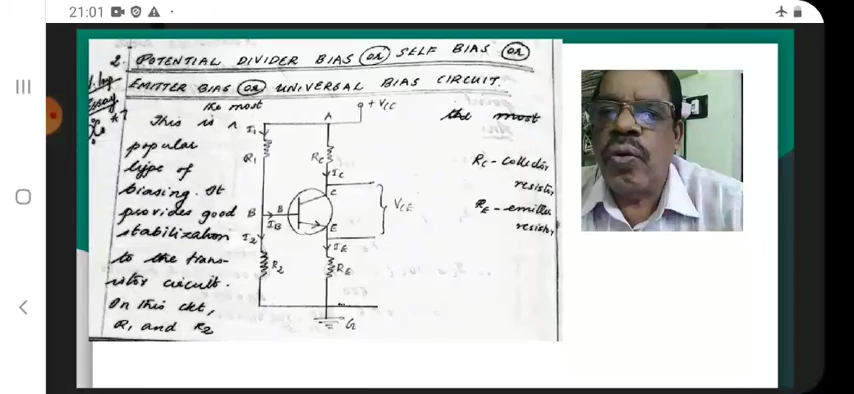 21:01
2. POTENTIAL DIVIDER BIAS (OR) SELF BIAS (OR)
EMITTER BIAS (OR) UNIVERSAL BIAS CIRCUIT.
V. Imp
Essay
the most
This is ^
popular
type of
biasing. It
provides good
stabilization
to the tran-
sistor circuit.
In this ckt,
R1 and R2
+ VCC
A
I1
R1
RC
IC
C
B
B
IB
E
VCE
I2
IE
R2
RE
G
the most
RC - collector
resistor,
RE - emitter
resistor,